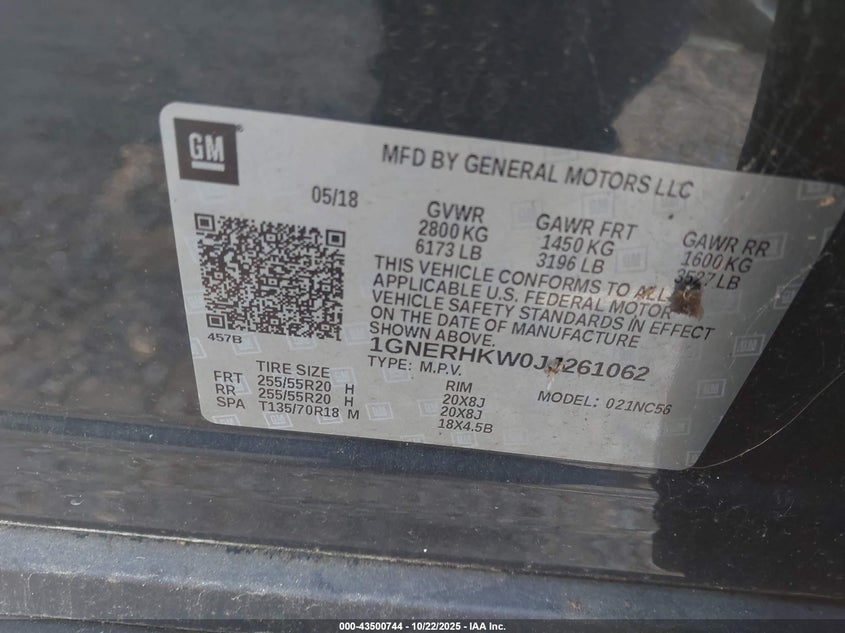 GM
MFD BY GENERAL MOTORS LLC
05/18
GVWR
2800 KG
6173 LB
GAWR FRT
1450 KG
3196 LB
GAWR RR
1600 KG
3527 LB
THIS VEHICLE CONFORMS TO ALL
APPLICABLE U.S. FEDERAL MOTOR
VEHICLE SAFETY STANDARDS IN EFFECT
ON THE DATE OF MANUFACTURE
SHOWN ABOVE.
457B
1GNERHKW0JJ261062
TYPE: M.P.V.
MODEL: 021NC56
TIRE SIZE
RIM
FRT 255/55R20 H 20X8J
RR 255/55R20 H 20X8J
SPA T135/70R18 M 18X4.5B
000-43500744 - 10/22/2025 - IAA Inc.